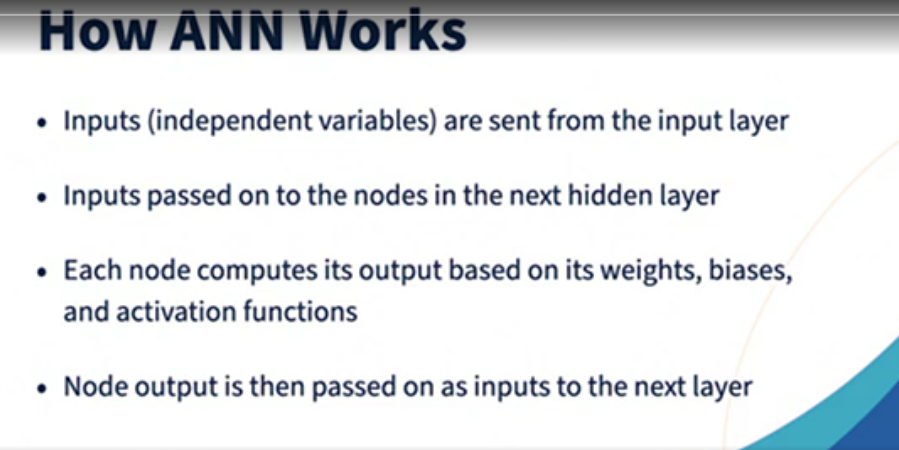 How ANN Works
• Inputs (independent variables) are sent from the input layer
• Inputs passed on to the nodes in the next hidden layer
• Each node computes its output based on its weights, biases,
and activation functions
• Node output is then passed on as inputs to the next layer